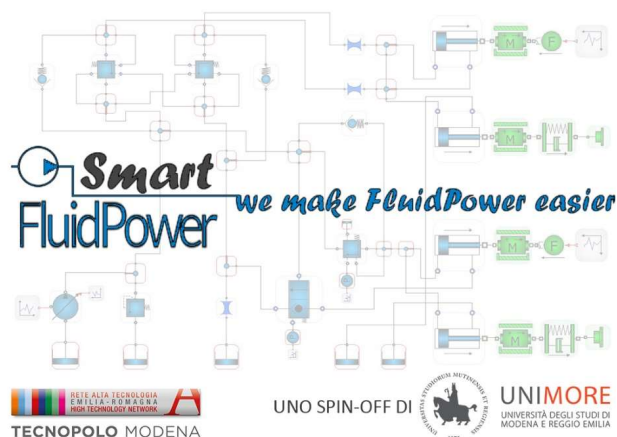 Smart
FluidPower
we make FluidPower easier
RETE ALTA TECNOLOGIA
EMILIA-ROMAGNA
HIGH TECHNOLOGY NETWORK
TECNOPOLO MODENA
UNO SPIN-OFF DI
UNIMORE
UNIVERSITÀ DEGLI STUDI DI
MODENA E REGGIO EMILIA
M
F
M
M
F
M